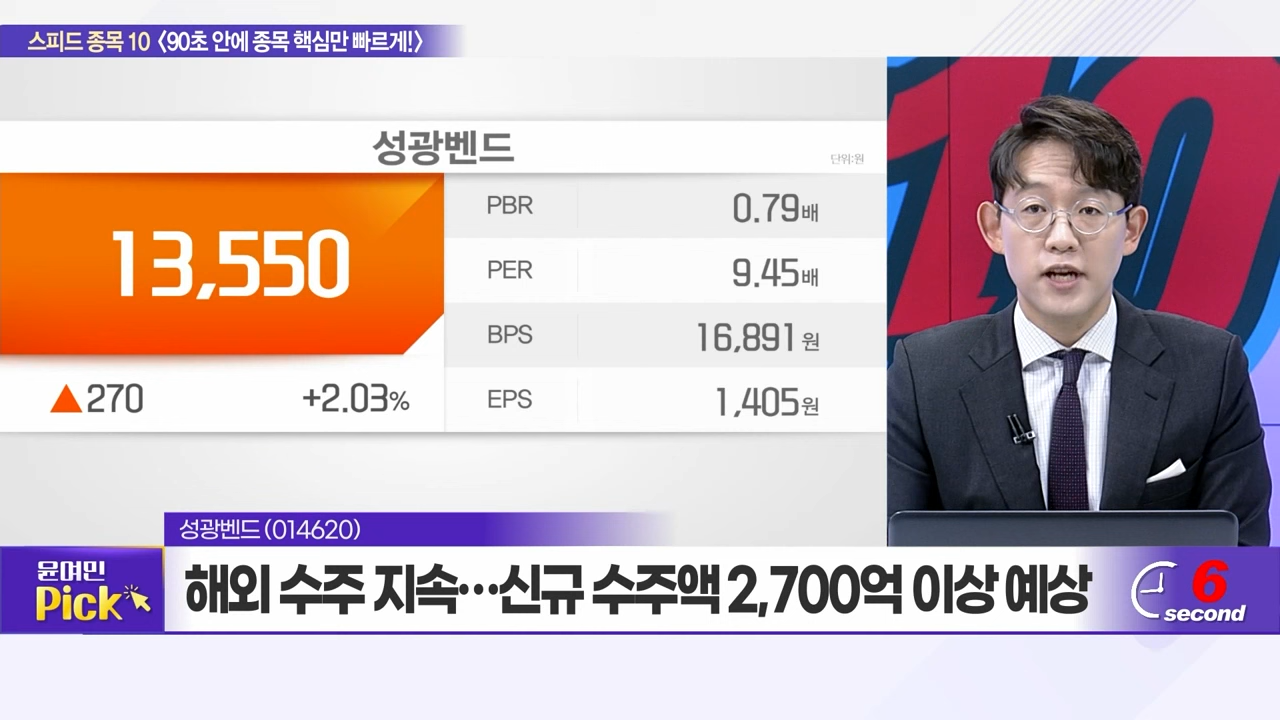 스피드 종목 10 〈90초 안에 종목 핵심만 빠르게!〉
성광벤드
단위:원
13,550
▲270 +2.03%
PBR 0.79배
PER 9.45배
BPS 16,891원
EPS 1,405원
성광벤드(014620)
윤여민
Pick
해외 수주 지속…신규 수주액 2,700억 이상 예상
6
second
10